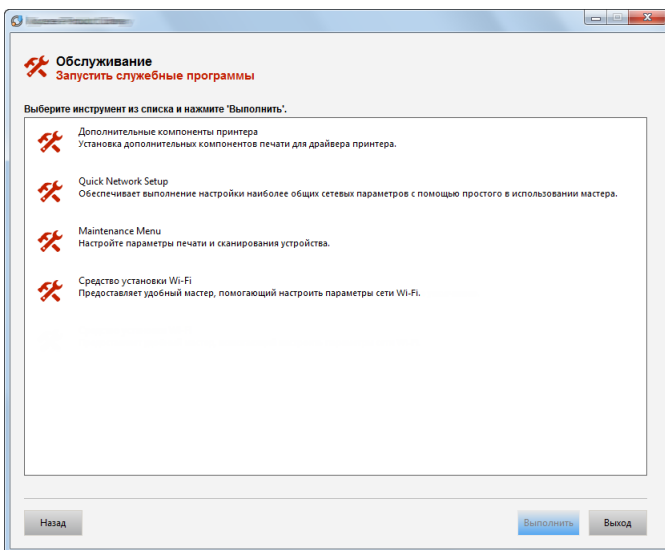 Обслуживание
Запустить служебные программы
Выберите инструмент из списка и нажмите 'Выполнить'.
Дополнительные компоненты принтера
Установка дополнительных компонентов печати для драйвера принтера.
Quick Network Setup
Обеспечивает выполнение настройки наиболее общих сетевых параметров с помощью простого в использовании мастера.
Maintenance Menu
Настройте параметры печати и сканирования устройства.
Средство установки Wi-Fi
Предоставляет удобный мастер, помогающий настроить параметры сети Wi-Fi.
Назад
Выполнить
Выход